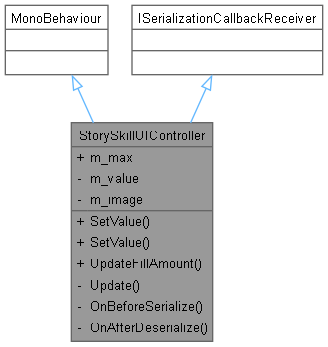 MonoBehaviour
ISerializationCallbackReceiver
StorySkillUIController
+ m_max
- m_value
- m_image
+ SetValue()
+ SetValue()
+ UpdateFillAmount()
- Update()
- OnBeforeSerialize()
- OnAfterDeserialize()